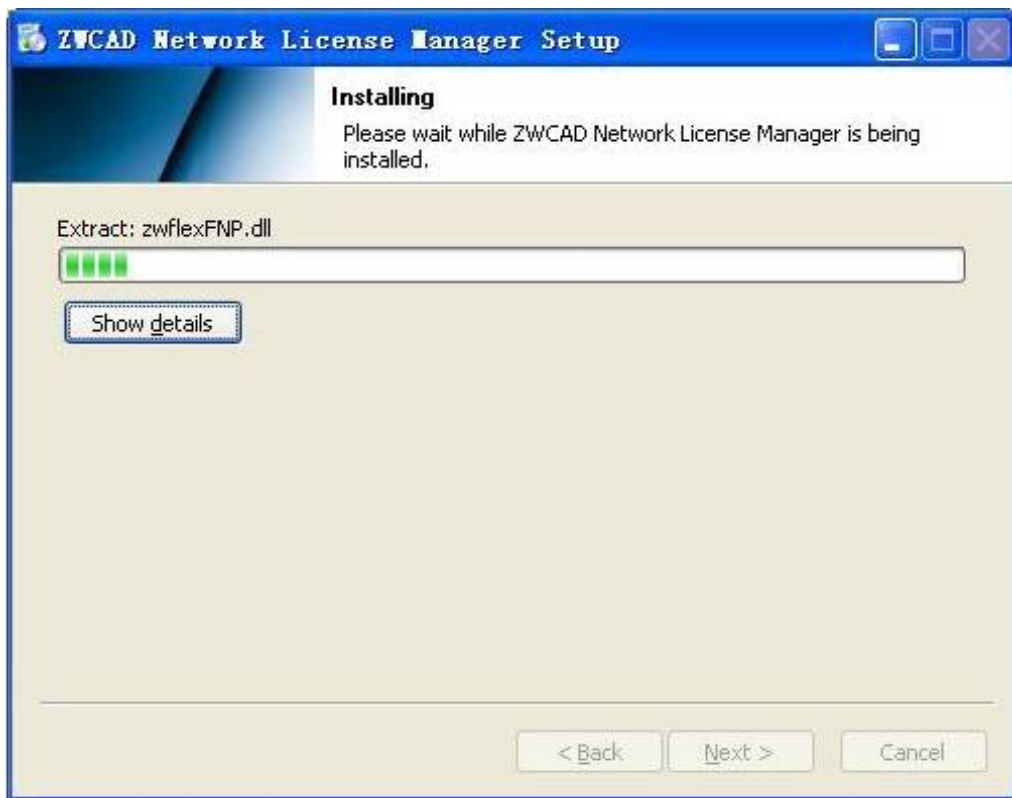 ZWCAD Network License Manager Setup
Installing
Please wait while ZWCAD Network License Manager is being
installed.
Extract: zwflexFNP.dll
Show details
< Back Next > Cancel